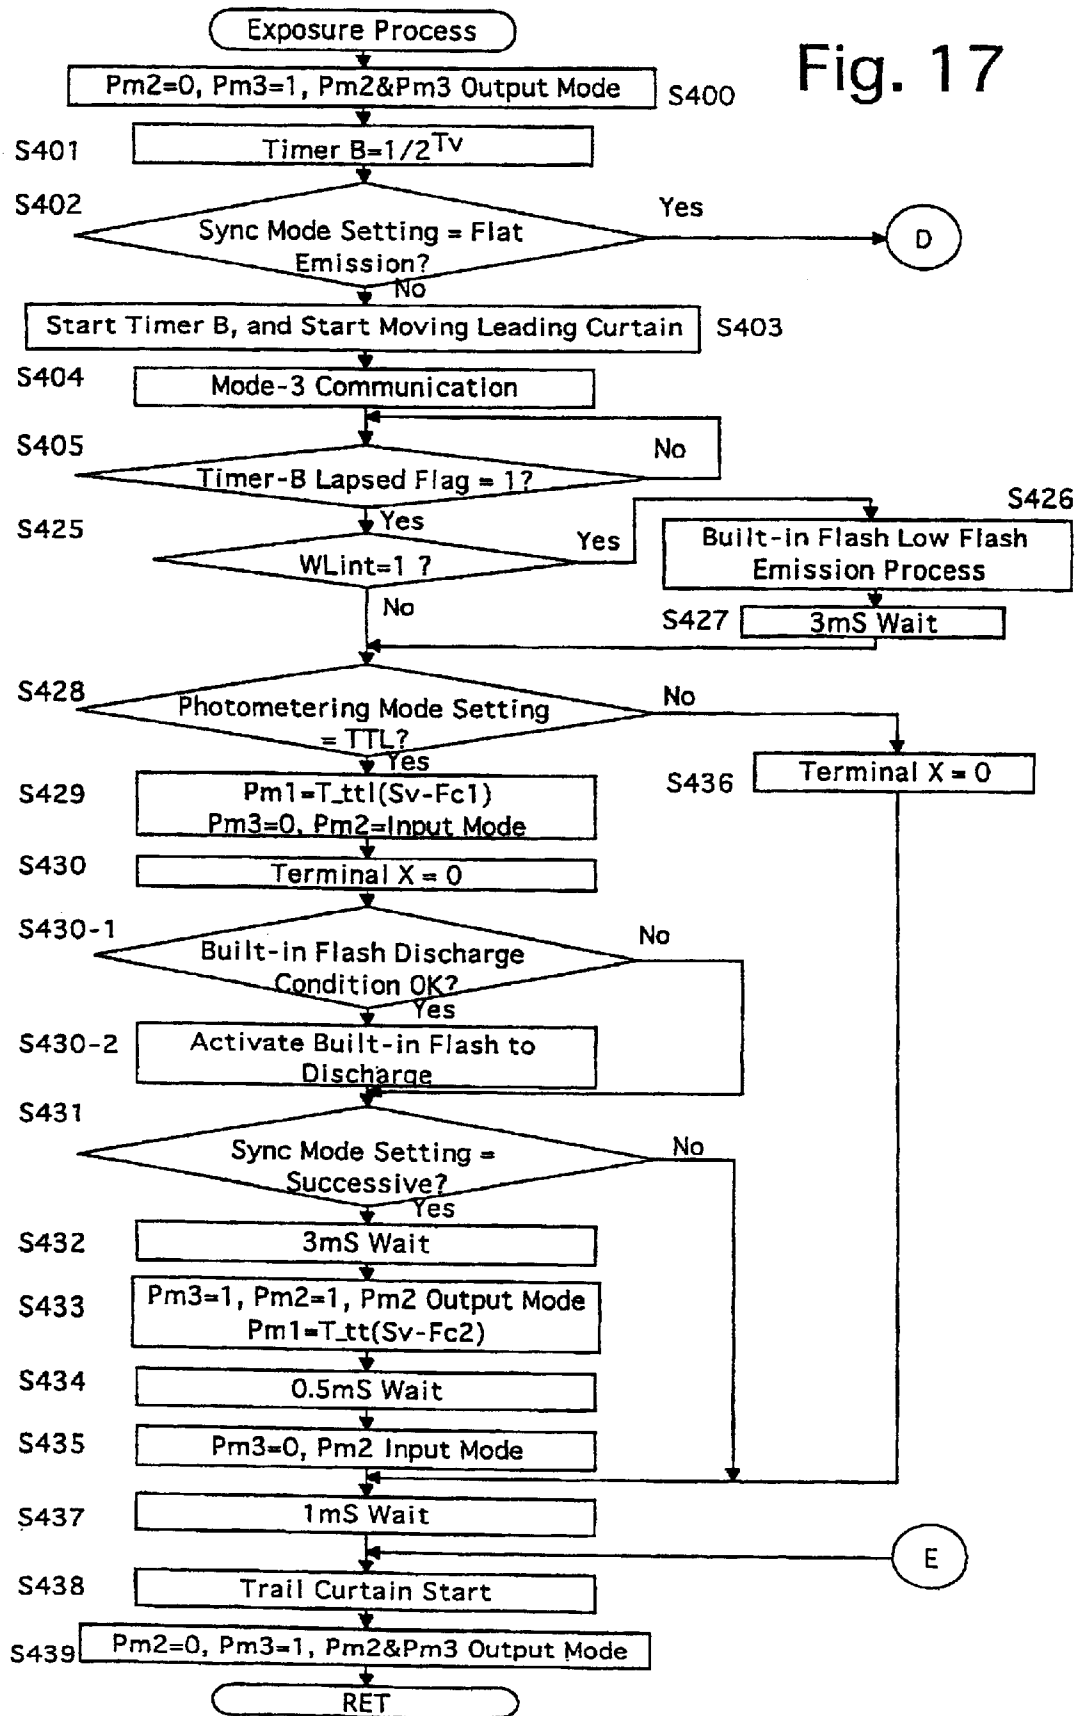 Fig. 17
Exposure Process
Pm2=0, Pm3=1, Pm2&Pm3 Output Mode
S400
S401
Timer B=1/2^Tv
S402
Sync Mode Setting = Flat
Emission?
Yes
D
No
Start Timer B, and Start Moving Leading Curtain
S403
S404
Mode-3 Communication
S405
Timer-B Lapsed Flag = 1?
No
Yes
S425
WLint=1 ?
Yes
No
S426
Built-in Flash Low Flash
Emission Process
S427
3mS Wait
S428
Photometering Mode Setting
= TTL?
No
Yes
S436
Terminal X = 0
S429
Pm1=T_ttl(Sv-Fc1)
Pm3=0, Pm2=Input Mode
S430
Terminal X = 0
S430-1
Built-in Flash Discharge
Condition OK?
No
Yes
S430-2
Activate Built-in Flash to
Discharge
S431
Sync Mode Setting =
Successive?
No
Yes
S432
3mS Wait
S433
Pm3=1, Pm2=1, Pm2 Output Mode
Pm1=T_tt(Sv-Fc2)
S434
0.5mS Wait
S435
Pm3=0, Pm2 Input Mode
S437
1mS Wait
E
S438
Trail Curtain Start
S439
Pm2=0, Pm3=1, Pm2&Pm3 Output Mode
RET